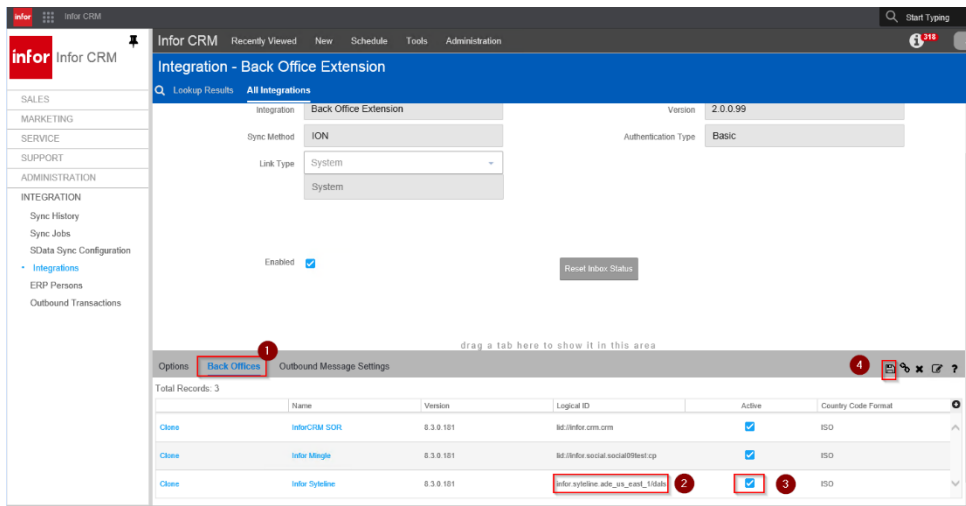 infor Infor CRM Start Typing
infor Infor CRM
Infor CRM Recently Viewed New Schedule Tools Administration 318
Integration - Back Office Extension
Lookup Results All Integrations
SALES
MARKETING
SERVICE
SUPPORT
ADMINISTRATION
INTEGRATION
Sync History
Sync Jobs
SData Sync Configuration
Integrations
ERP Persons
Outbound Transactions
Integration Back Office Extension Version 2.0.0.99
Sync Method ION Authentication Type Basic
Link Type System
System
Enabled Reset Inbox Status
drag a tab here to show it in this area
1
Options Back Offices Outbound Message Settings 4 ?
Total Records: 3
Name Version Logical ID Active Country Code Format
Clone InforCRM SOR 8.3.0.181 lid://infor.crm.crm ISO
Clone Infor Mingle 8.3.0.181 lid://infor.social.social09test:cp ISO
Clone Infor Syteline 8.3.0.181 infor.syteline.ade_us_east_1/dals 2 3 ISO